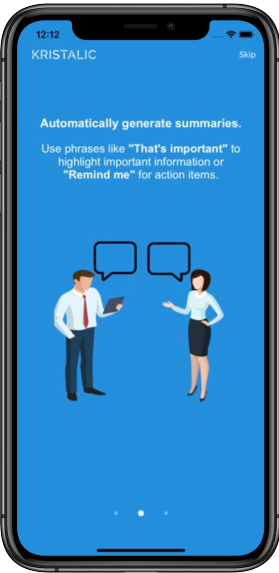 12:12
KRISTALIC
Skip
Automatically generate summaries.
Use phrases like "That's important" to
highlight important information or
"Remind me" for action items.